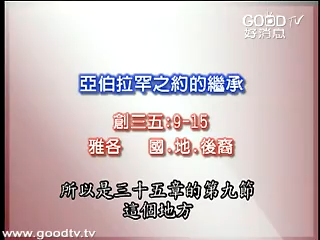 GOOD TV
好消息
亞伯拉罕之約的繼承
創三五:9-15
雅各 國.地.後裔
所以是三十五章的第九節
這個地方
www.goodtv.tv